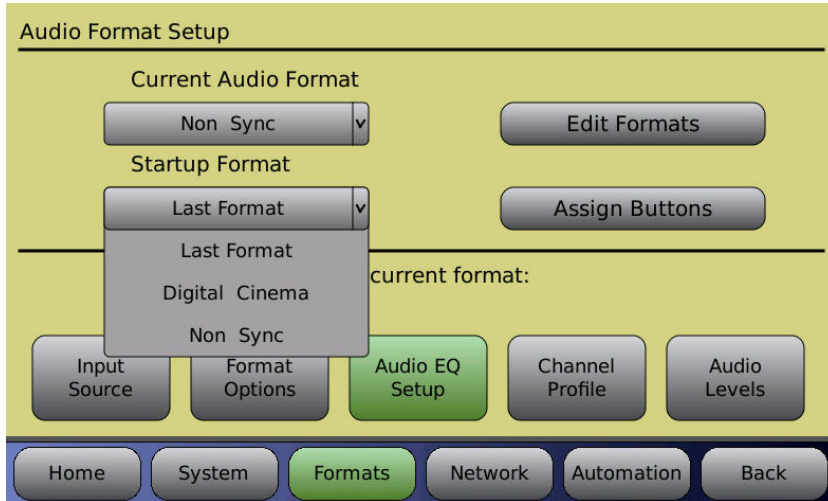 Audio Format Setup
Current Audio Format
Non Sync
Edit Formats
Startup Format
Last Format
Assign Buttons
Last Format
Digital Cinema
Non Sync
current format:
Input Source
Format Options
Audio EQ Setup
Channel Profile
Audio Levels
Home
System
Formats
Network
Automation
Back